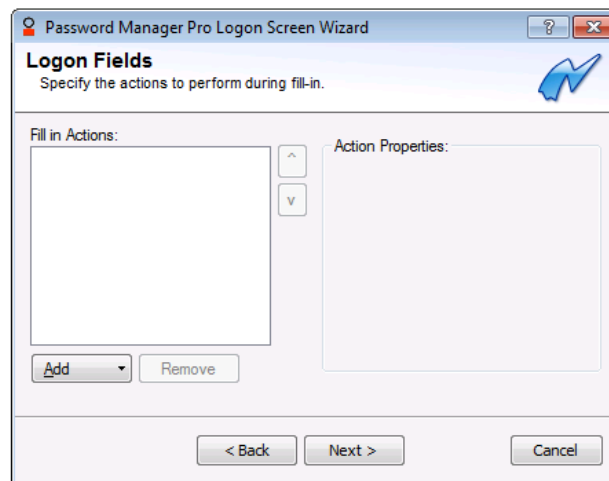 Password Manager Pro Logon Screen Wizard
?
Logon Fields
Specify the actions to perform during fill-in.
Fill in Actions:
Action Properties:
^
v
Add
Remove
< Back
Next >
Cancel